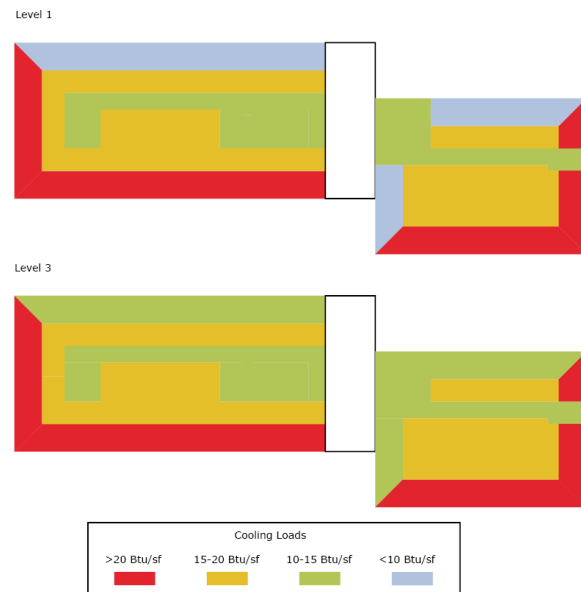 Level 1
Level 3
Cooling Loads
>20 Btu/sf 15-20 Btu/sf 10-15 Btu/sf <10 Btu/sf